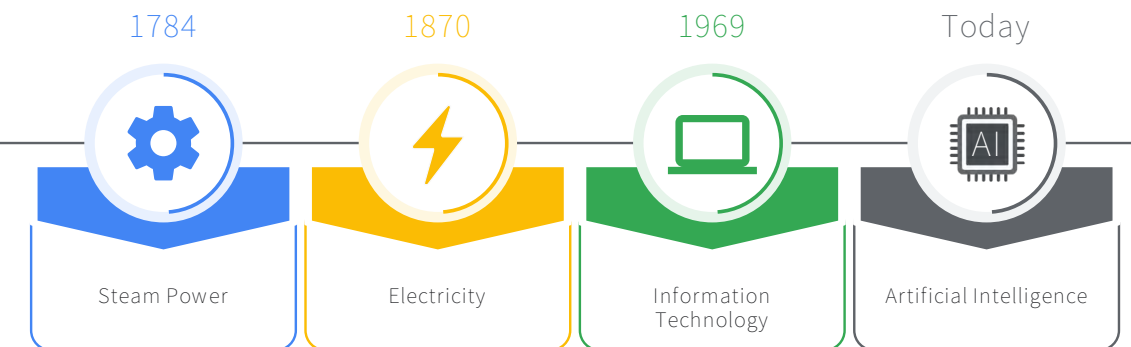 1784
1870
1969
Today
AI
Steam Power
Electricity
Information
Technology
Artificial Intelligence